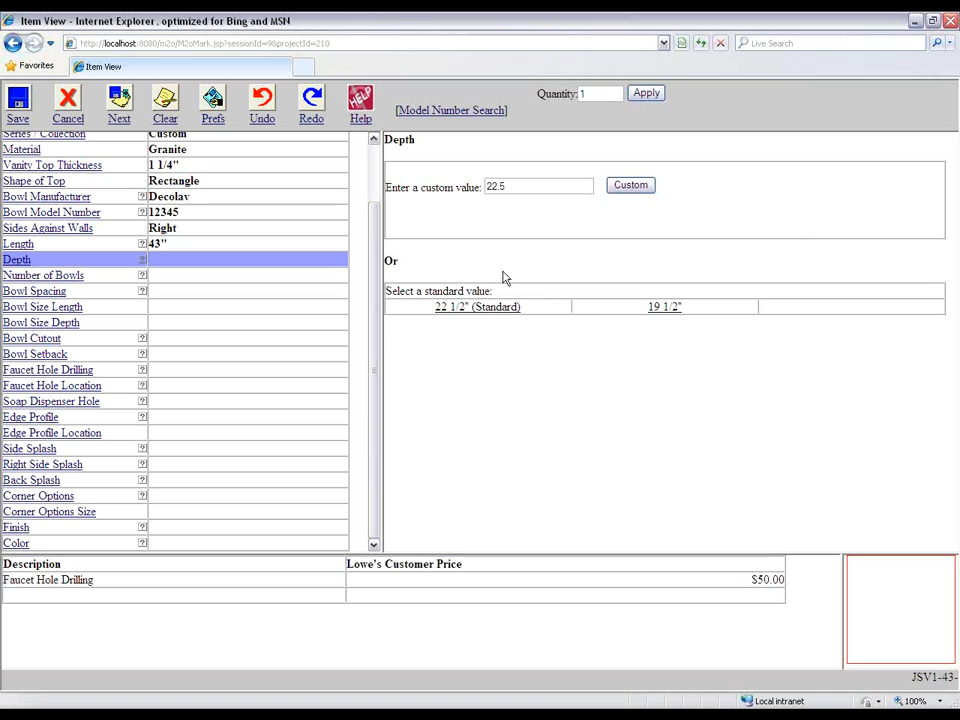 Item View - Internet Explorer, optimized for Bing and MSN
http://localhost:8080/m2o/M2oMark.jsp?sessionId=9&projectId=210
Live Search
Favorites Item View
Save Cancel Next Clear Prefs Undo Redo Help [Model Number Search] Quantity: 1 Apply
Series / Collection Custom
Material Granite
Vanity Top Thickness 1 1/4"
Shape of Top Rectangle
Bowl Manufacturer ? Decolav
Bowl Model Number ? 12345
Sides Against Walls Right
Length ? 43"
Depth ?
Number of Bowls ?
Bowl Spacing ?
Bowl Size Length
Bowl Size Depth
Bowl Cutout ?
Bowl Setback ?
Faucet Hole Drilling ?
Faucet Hole Location ?
Soap Dispenser Hole ?
Edge Profile ?
Edge Profile Location
Side Splash ?
Right Side Splash ?
Back Splash ?
Corner Options ?
Corner Options Size
Finish ?
Color ?
Depth
Enter a custom value: 22.5 Custom
Or
Select a standard value:
22 1/2" (Standard) 19 1/2"
Description Lowe's Customer Price
Faucet Hole Drilling $50.00
JSV1-43-
Local intranet 100%